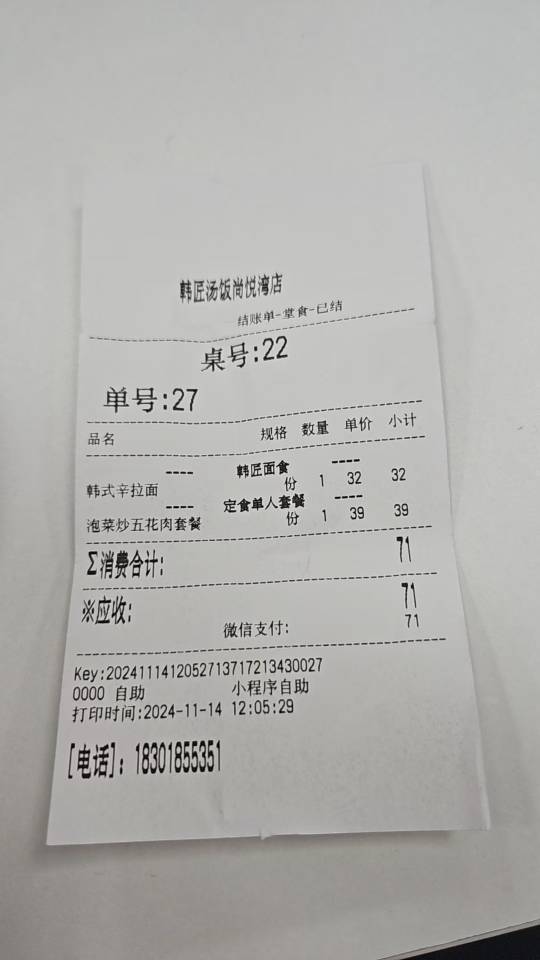 韩匠汤饭尚悦湾店
结账单-堂食-已结
桌号:22
单号:27
品名 规格 数量 单价 小计
---- 韩匠面食 ----
韩式辛拉面 份 1 32 32
---- 定食单人套餐 ----
泡菜炒五花肉套餐 份 1 39 39
Σ消费合计: 71
※应收: 71
微信支付: 71
Key:2024111412052713717213430027
0000 自助 小程序自助
打印时间:2024-11-14 12:05:29
[电话]: 18301855351